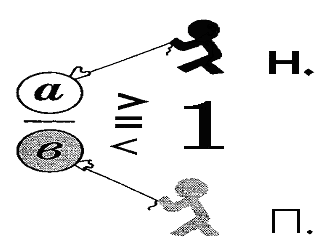 Н.
а
>
=
<
1
в
П.